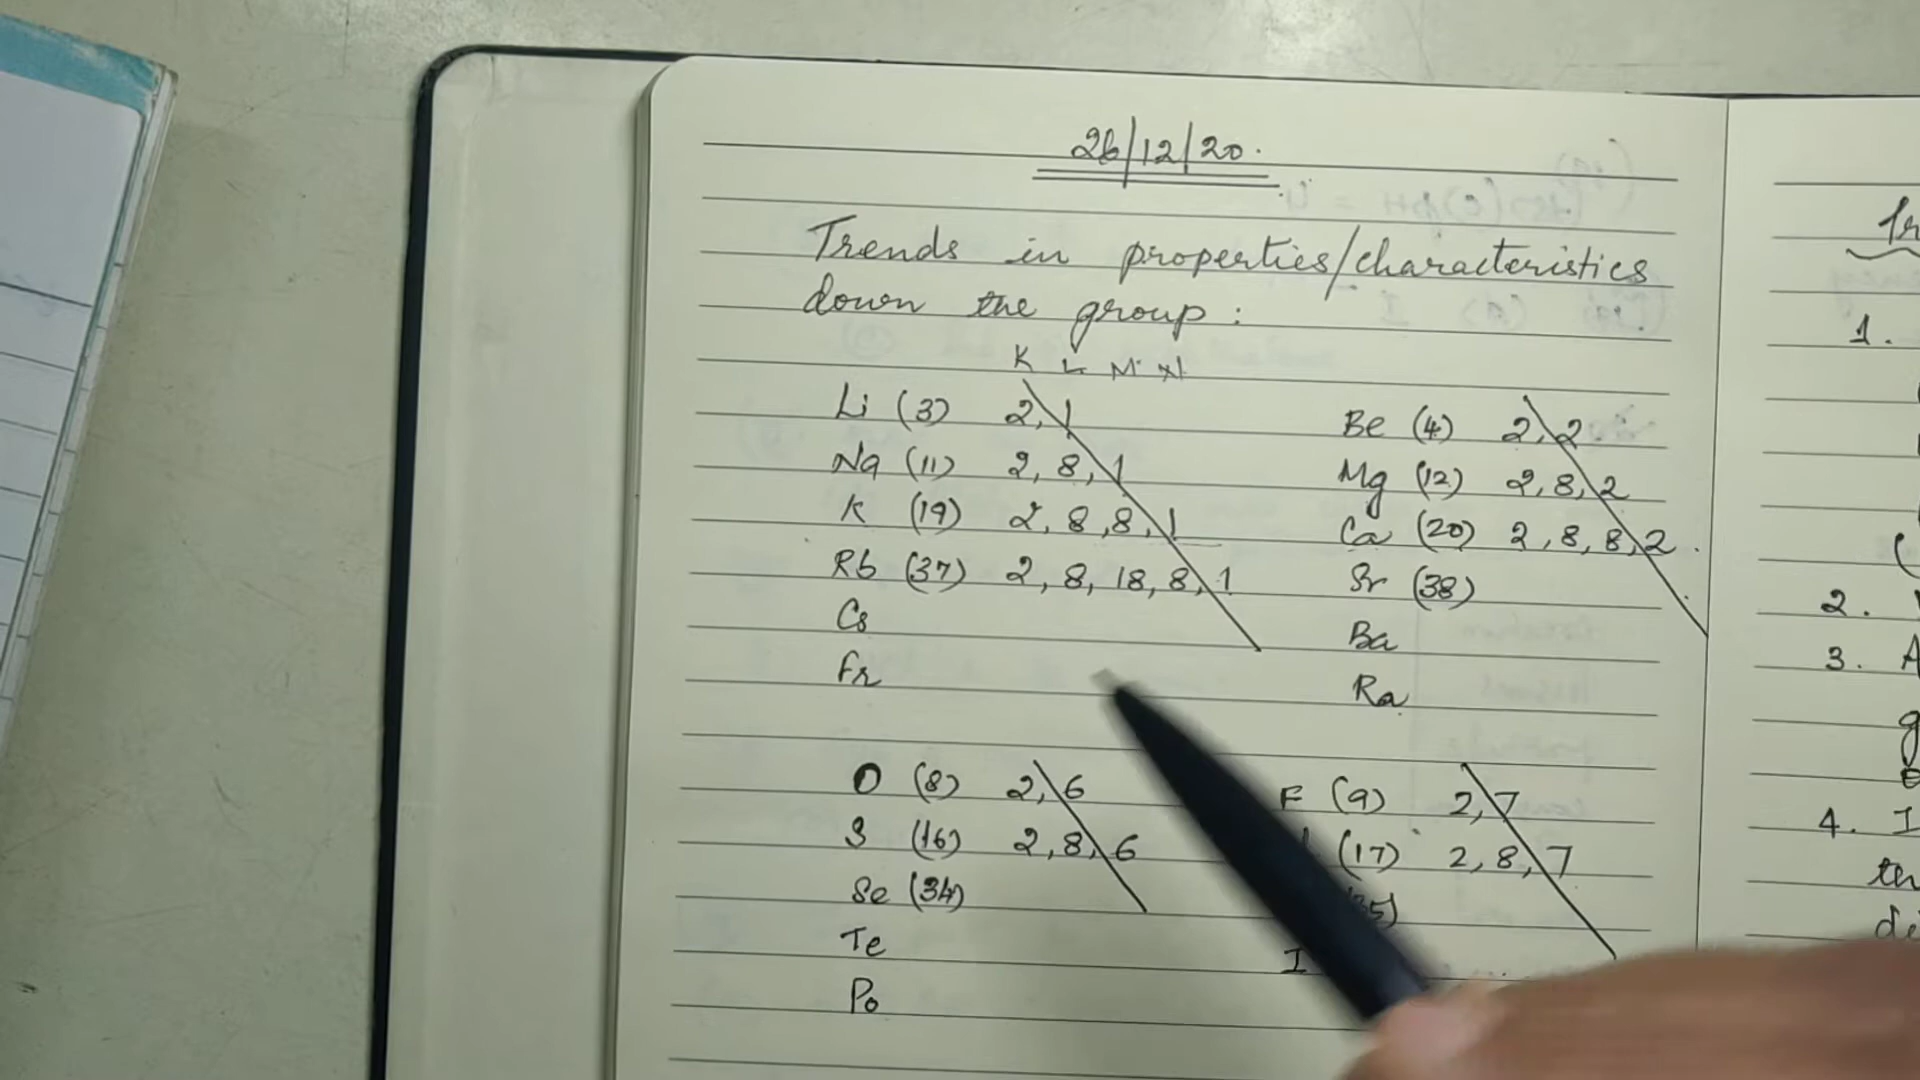 26/12/20.
Trends in properties/characteristics
down the group :
K L M N
Li (3) 2, 1
Na (11) 2, 8, 1
K (19) 2, 8, 8, 1
Rb (37) 2, 8, 18, 8, 1
Cs
Fr
Be (4) 2, 2
Mg (12) 2, 8, 2
Ca (20) 2, 8, 8, 2
Sr (38)
Ba
Ra
O (8) 2, 6
S (16) 2, 8, 6
Se (34)
Te
Po
F (9) 2, 7
(17) 2, 8, 7
I
1.
2.
3. A
4. I